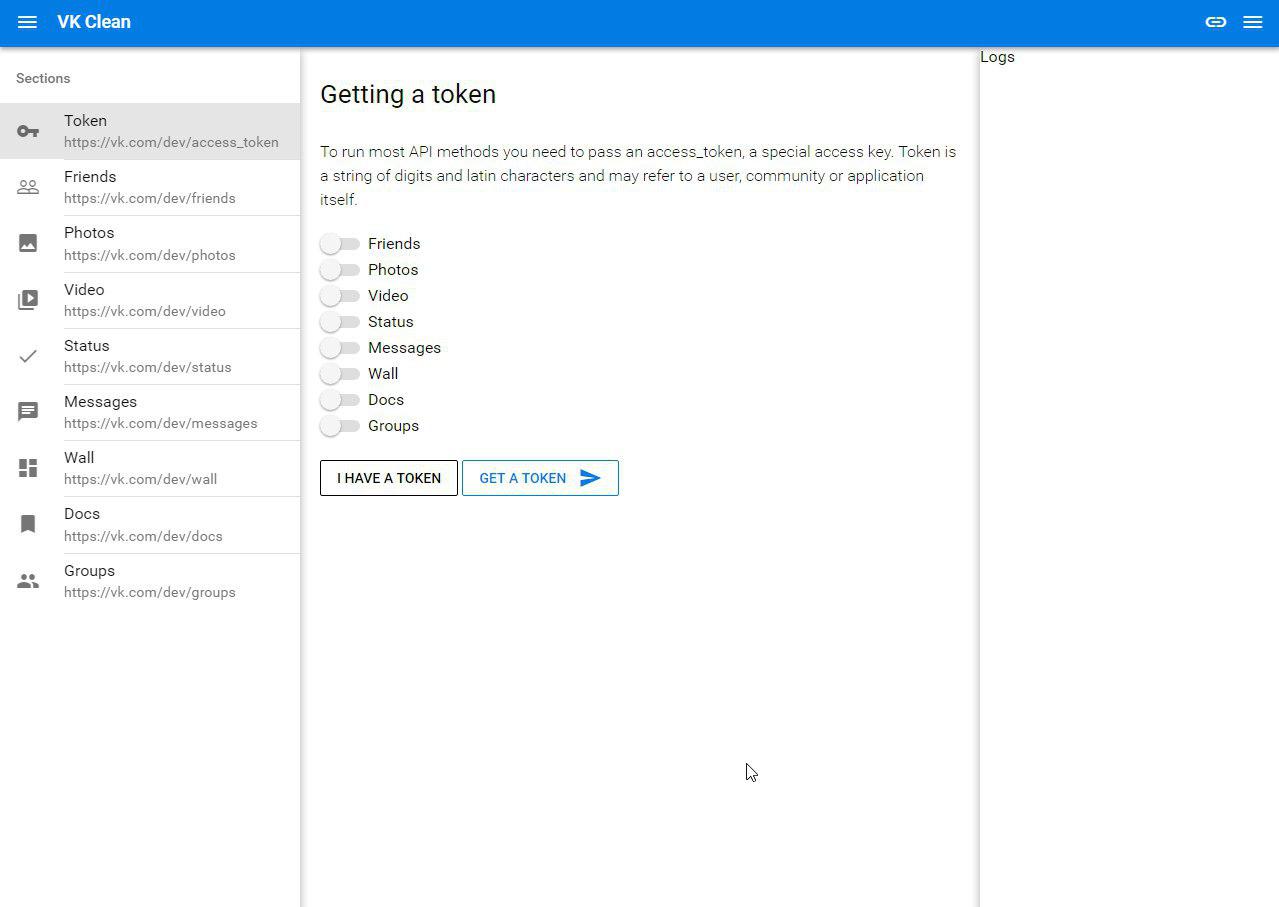 VK Clean
Sections
Token
https://vk.com/dev/access_token
Friends
https://vk.com/dev/friends
Photos
https://vk.com/dev/photos
Video
https://vk.com/dev/video
Status
https://vk.com/dev/status
Messages
https://vk.com/dev/messages
Wall
https://vk.com/dev/wall
Docs
https://vk.com/dev/docs
Groups
https://vk.com/dev/groups
Getting a token
To run most API methods you need to pass an access_token, a special access key. Token is
a string of digits and latin characters and may refer to a user, community or application
itself.
Friends
Photos
Video
Status
Messages
Wall
Docs
Groups
I HAVE A TOKEN
GET A TOKEN
Logs